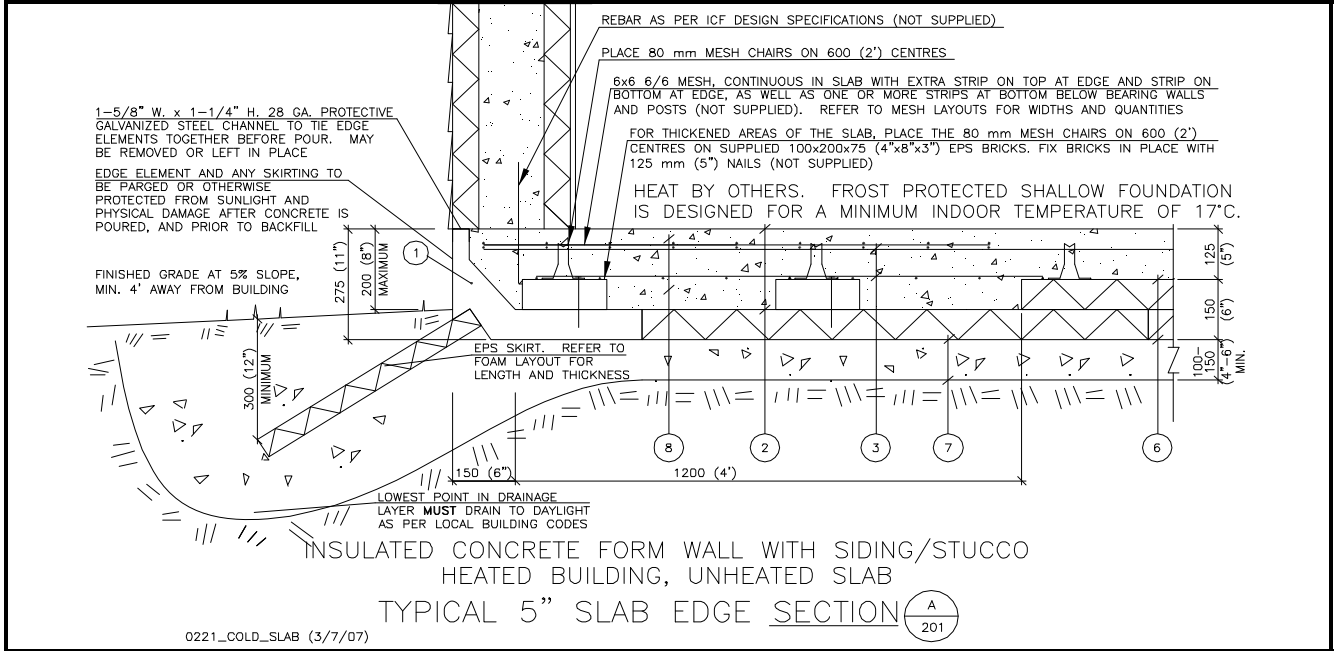 REBAR AS PER ICF DESIGN SPECIFICATIONS (NOT SUPPLIED)
PLACE 80 mm MESH CHAIRS ON 600 (2') CENTRES
6x6 6/6 MESH, CONTINUOUS IN SLAB WITH EXTRA STRIP ON TOP AT EDGE AND STRIP ON
BOTTOM AT EDGE, AS WELL AS ONE OR MORE STRIPS AT BOTTOM BELOW BEARING WALLS
AND POSTS (NOT SUPPLIED). REFER TO MESH LAYOUTS FOR WIDTHS AND QUANTITIES
FOR THICKENED AREAS OF THE SLAB, PLACE THE 80 mm MESH CHAIRS ON 600 (2')
CENTRES ON SUPPLIED 100x200x75 (4"x8"x3") EPS BRICKS. FIX BRICKS IN PLACE WITH
125 mm (5") NAILS (NOT SUPPLIED)
HEAT BY OTHERS. FROST PROTECTED SHALLOW FOUNDATION
IS DESIGNED FOR A MINIMUM INDOOR TEMPERATURE OF 17°C.
1-5/8" W. x 1-1/4" H. 28 GA. PROTECTIVE
GALVANIZED STEEL CHANNEL TO TIE EDGE
ELEMENTS TOGETHER BEFORE POUR. MAY
BE REMOVED OR LEFT IN PLACE
EDGE ELEMENT AND ANY SKIRTING TO
BE PARGED OR OTHERWISE
PROTECTED FROM SUNLIGHT AND
PHYSICAL DAMAGE AFTER CONCRETE IS
POURED, AND PRIOR TO BACKFILL
FINISHED GRADE AT 5% SLOPE,
MIN. 4' AWAY FROM BUILDING
275 (11")
200 (8")
MAXIMUM
1
125
(5")
150
(6")
100-
150
(4"-6")
MIN.
300 (12")
MINIMUM
EPS SKIRT. REFER TO
FOAM LAYOUT FOR
LENGTH AND THICKNESS
8
2
3
7
6
150 (6")
1200 (4')
LOWEST POINT IN DRAINAGE
LAYER MUST DRAIN TO DAYLIGHT
AS PER LOCAL BUILDING CODES
INSULATED CONCRETE FORM WALL WITH SIDING/STUCCO
HEATED BUILDING, UNHEATED SLAB
TYPICAL 5" SLAB EDGE SECTION
A
201
0221_COLD_SLAB (3/7/07)